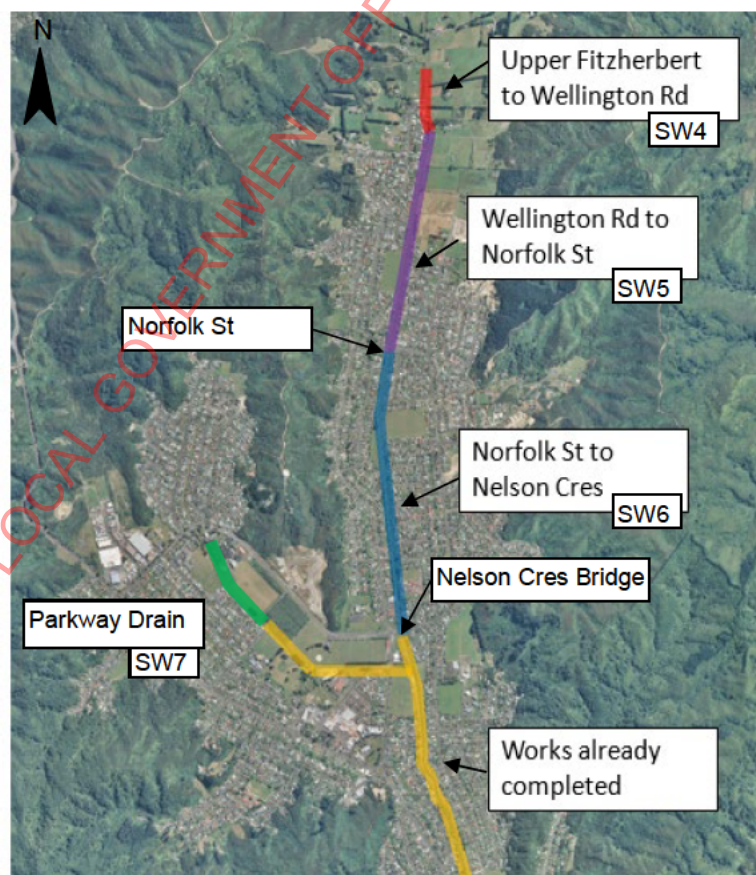 N
Upper Fitzherbert
to Wellington Rd
SW4
Wellington Rd to
Norfolk St
SW5
Norfolk St
Norfolk St to
Nelson Cres
SW6
Nelson Cres Bridge
Parkway Drain
SW7
Works already
completed
LOCAL GOVERNMENT